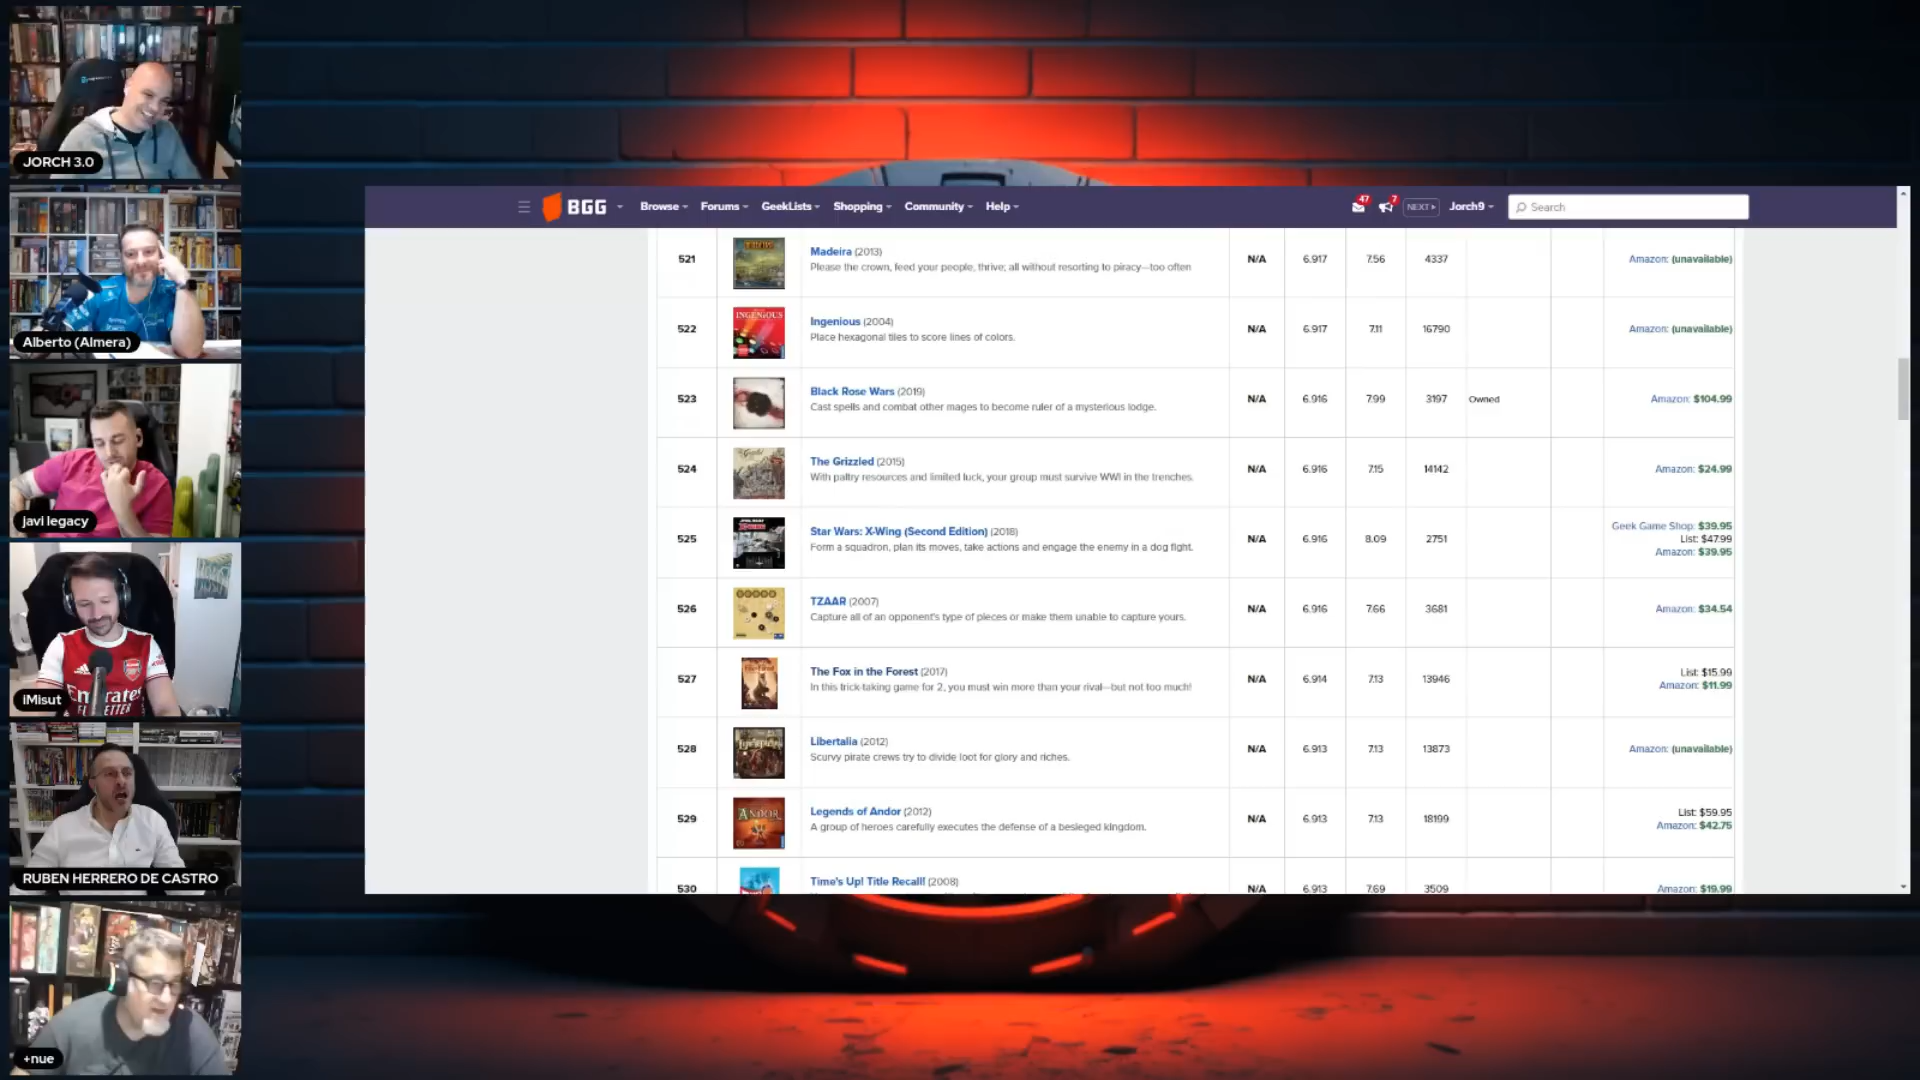 JORCH 3.0
Alberto (Almera)
javi legacy
Emirates
FLY BETTER
iMisut
RUBEN HERRERO DE CASTRO
+nue
BGG Browse Forums GeekLists Shopping Community Help 47 7 NEXT Jorch9 Search
521 Madeira (2013) N/A 6.917 7.56 4337 Amazon: (unavailable)
Please the crown, feed your people, thrive; all without resorting to piracy—too often
522 INGENIOUS Ingenious (2004) N/A 6.917 7.11 16790 Amazon: (unavailable)
Place hexagonal tiles to score lines of colors.
523 Black Rose Wars (2019) N/A 6.916 7.99 3197 Owned Amazon: $104.99
Cast spells and combat other mages to become ruler of a mysterious lodge.
524 The Grizzled (2015) N/A 6.916 7.15 14142 Amazon: $24.99
With paltry resources and limited luck, your group must survive WWI in the trenches.
525 Star Wars: X-Wing (Second Edition) (2018) N/A 6.916 8.09 2751 Geek Game Shop: $39.95
Form a squadron, plan its moves, take actions and engage the enemy in a dog fight.
List: $47.99
Amazon: $39.95
526 TZAAR (2007) N/A 6.916 7.66 3681 Amazon: $34.54
Capture all of an opponent's type of pieces or make them unable to capture yours.
527 The Fox in the Forest (2017) N/A 6.914 7.13 13946 List: $15.99
In this trick-taking game for 2, you must win more than your rival—but not too much!
Amazon: $11.99
528 Libertalia (2012) N/A 6.913 7.13 13873 Amazon: (unavailable)
Scurvy pirate crews try to divide loot for glory and riches.
529 ANDOR Legends of Andor (2012) N/A 6.913 7.13 18199 List: $59.95
A group of heroes carefully executes the defense of a besieged kingdom.
Amazon: $42.75
530 Time's Up! Title Recall! (2008) N/A 6.913 7.69 3509 Amazon: $19.99